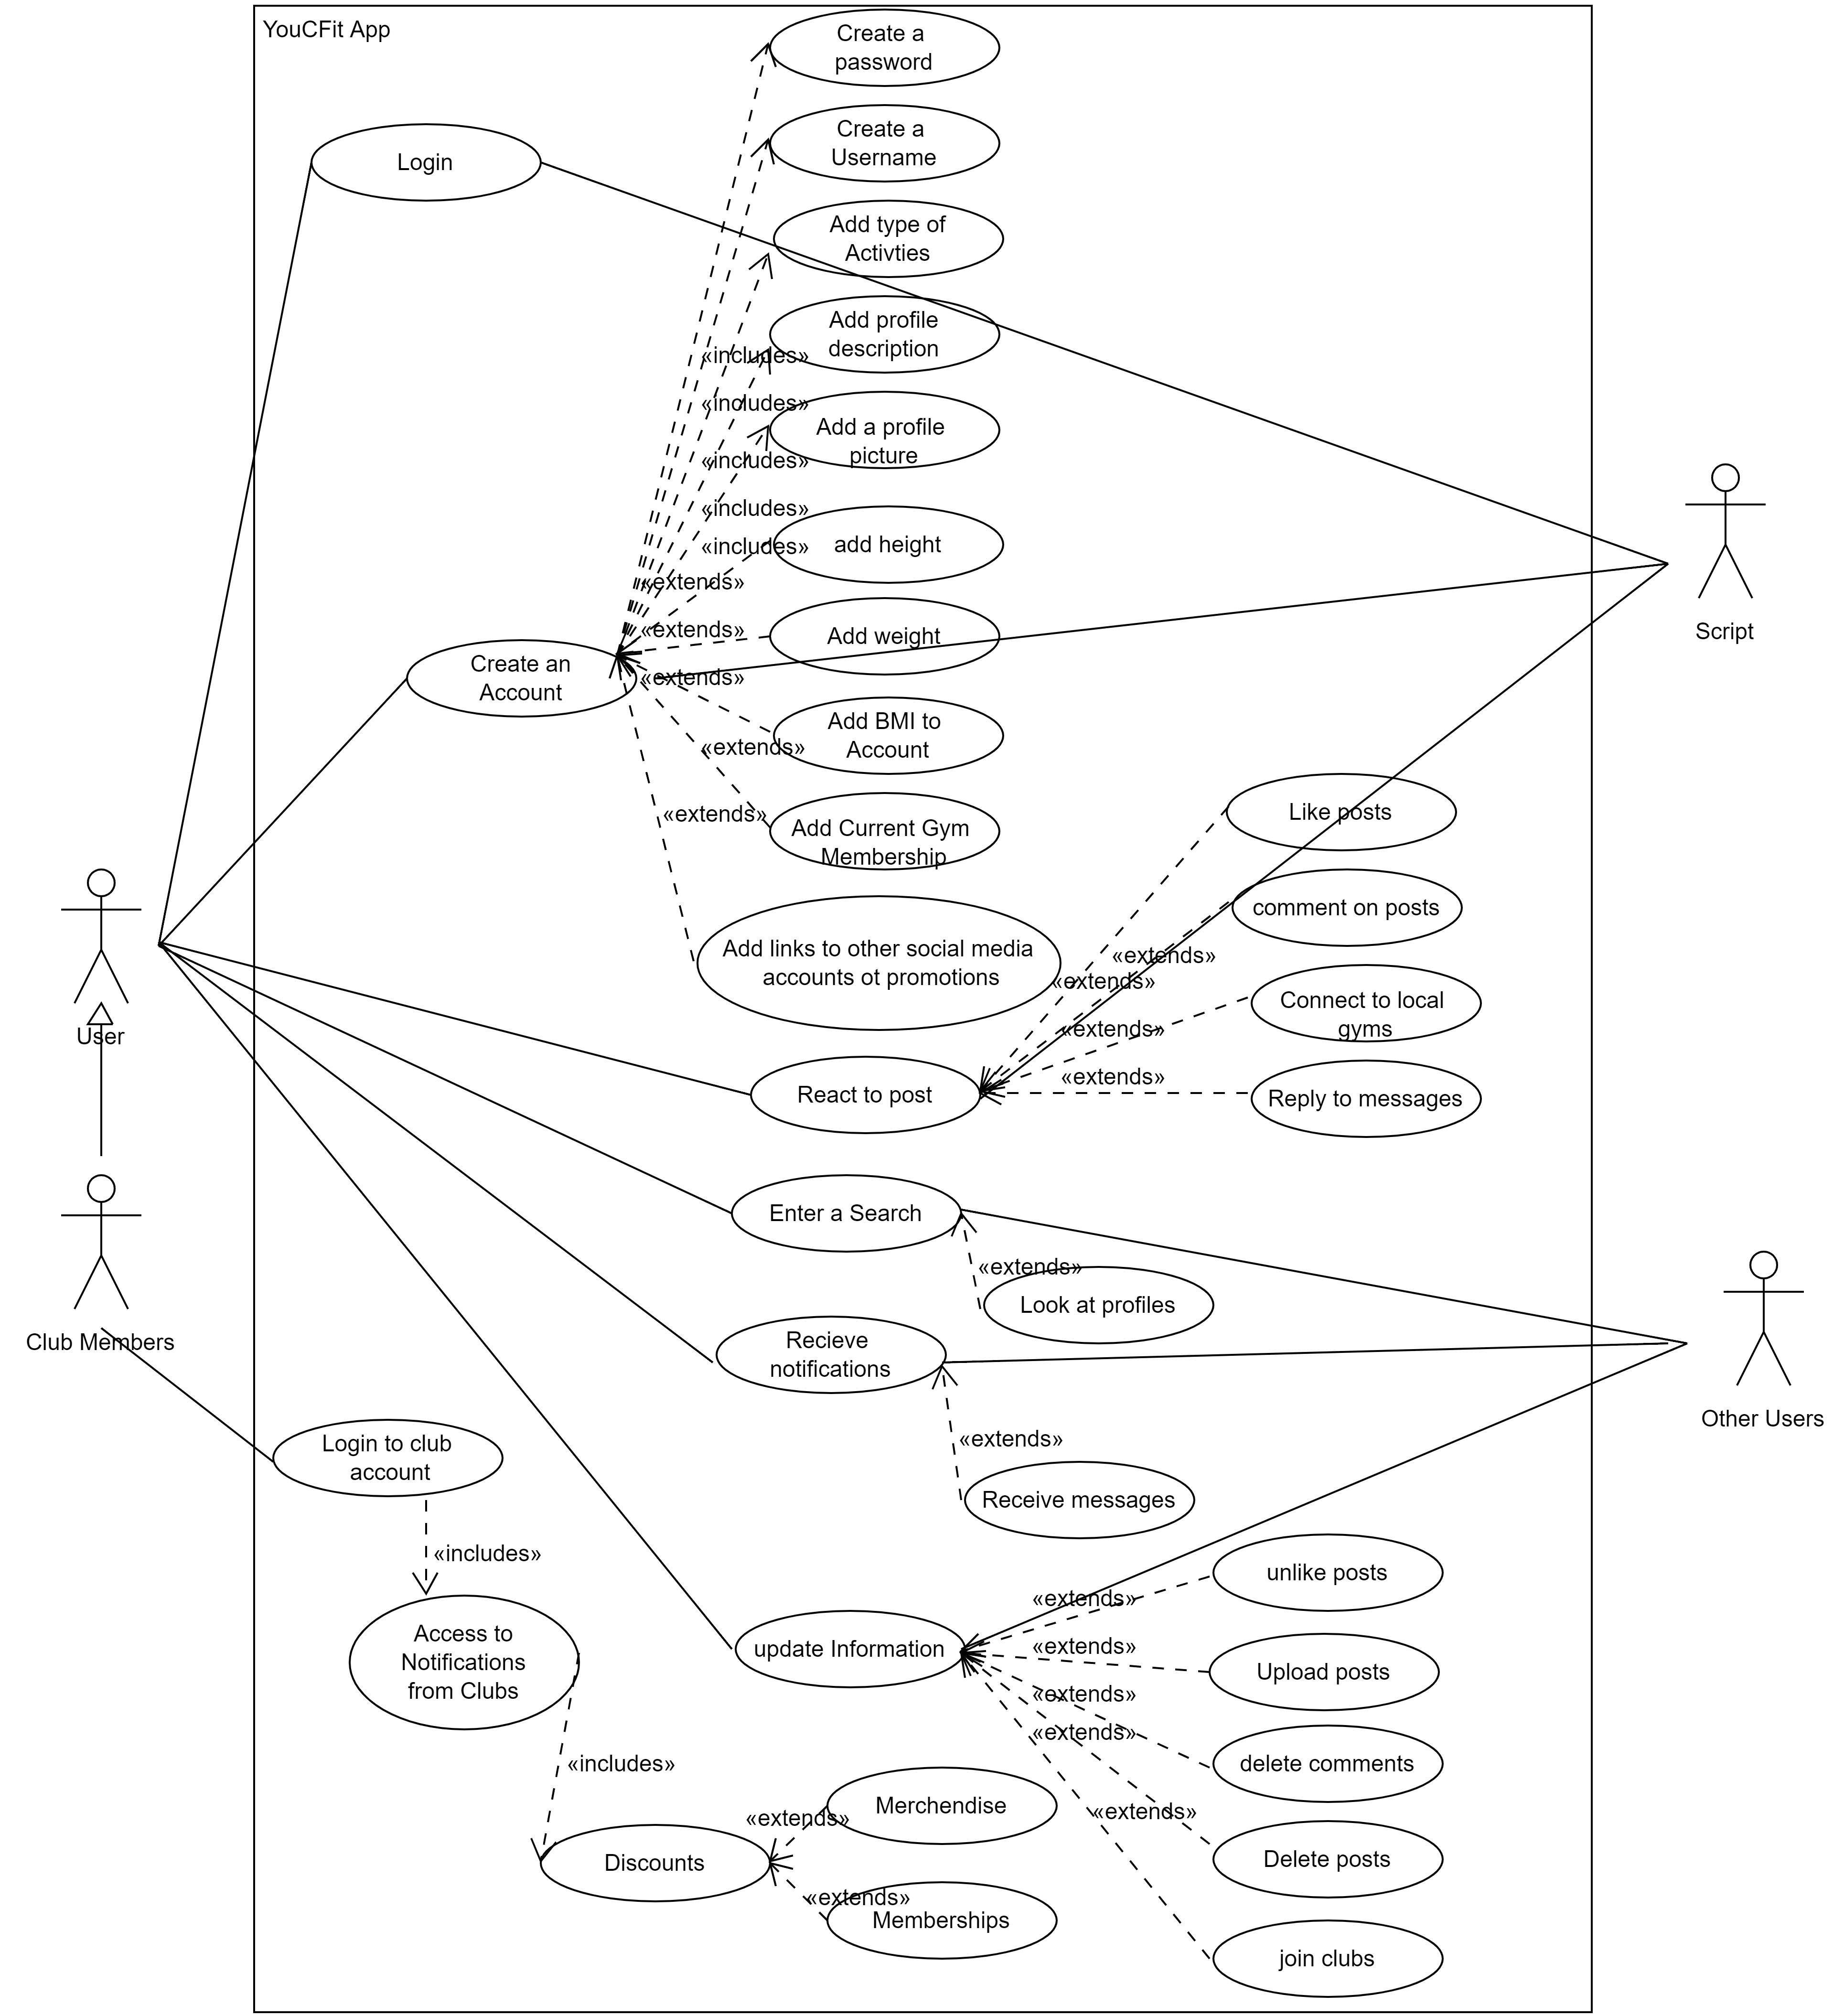 YouCFit App
Create a
password
Create a
Username
Login
Add type of
Activties
Add profile
description
«includes»
«includes»
Add a profile
picture
«includes»
«includes»
«includes»
add height
«extends»
«extends»
Add weight
Script
Create an
Account
«extends»
Add BMI to
Account
«extends»
«extends»
Add Current Gym
Membership
Like posts
comment on posts
Add links to other social media
accounts ot promotions
«extends»
«extends»
Connect to local
gyms
«extends»
User
«extends»
React to post
Reply to messages
Enter a Search
«extends»
Look at profiles
Club Members
Recieve
notifications
Other Users
Login to club
account
«extends»
Receive messages
«includes»
unlike posts
«extends»
Access to
Notifications
from Clubs
update Information
«extends»
Upload posts
«extends»
«extends»
«includes»
delete comments
Merchendise
«extends»
«extends»
Discounts
Delete posts
«extends»
Memberships
join clubs